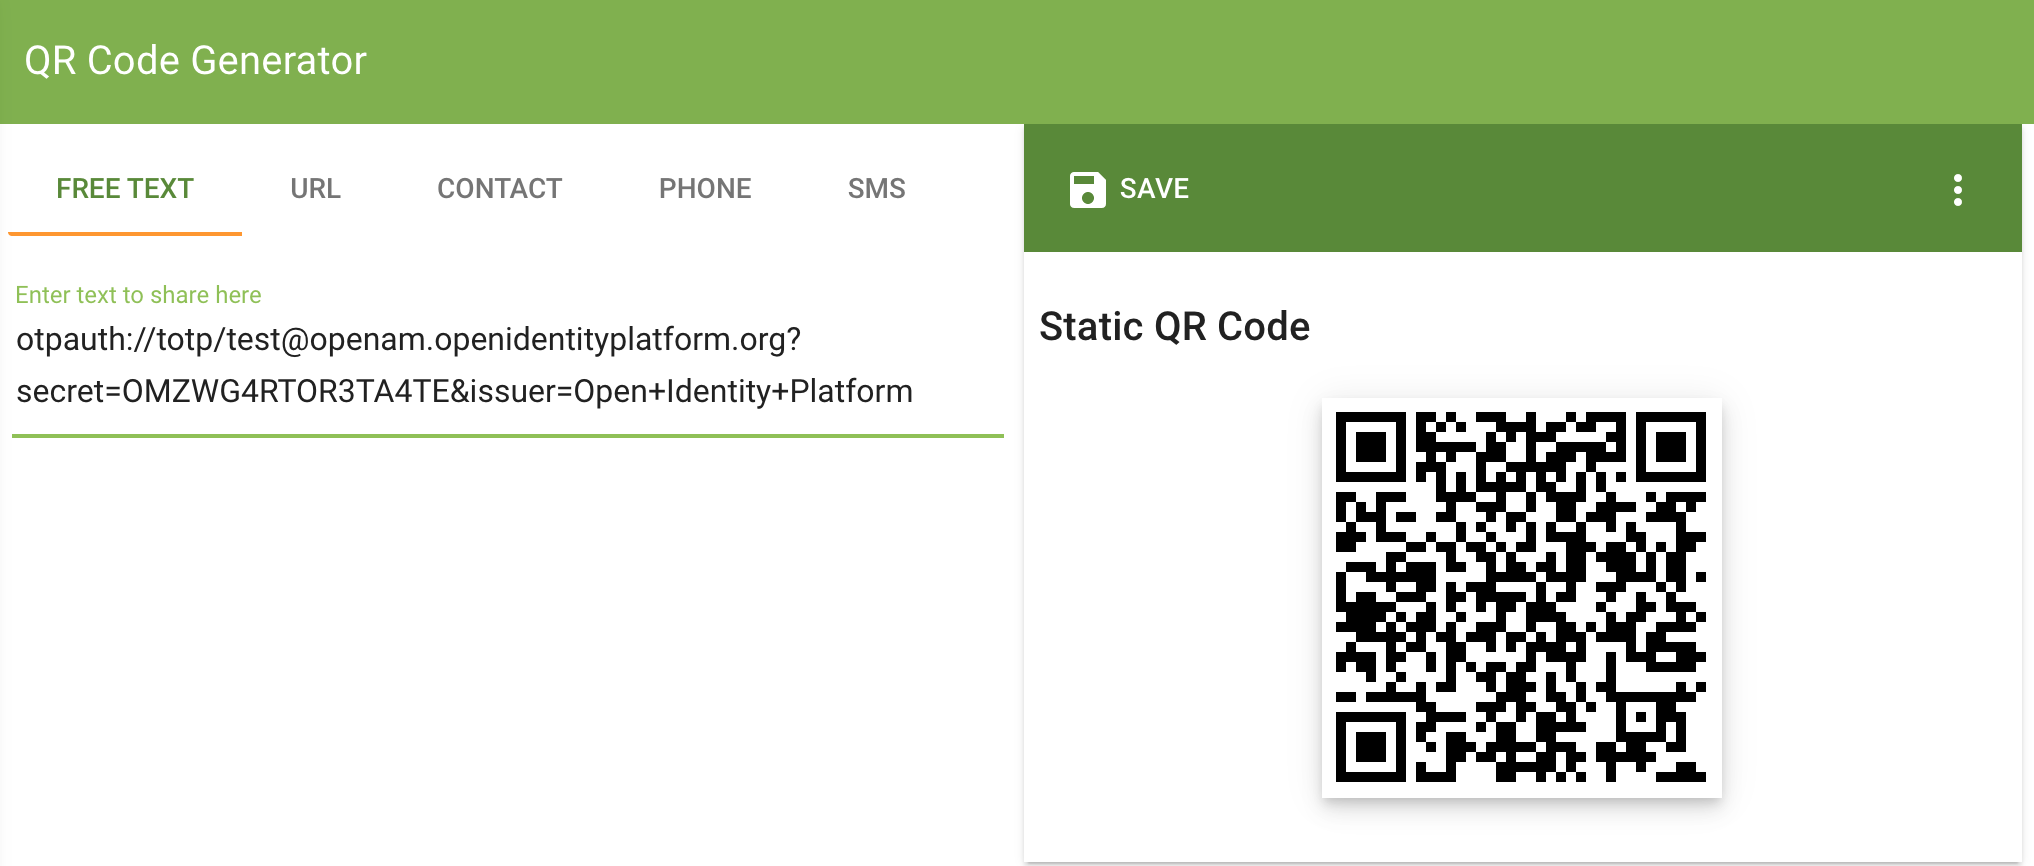 QR Code Generator
FREE TEXT URL CONTACT PHONE SMS
SAVE
Enter text to share here
otpauth://totp/test@openam.openidentityplatform.org?
secret=OMZWG4RTOR3TA4TE&issuer=Open+Identity+Platform
Static QR Code